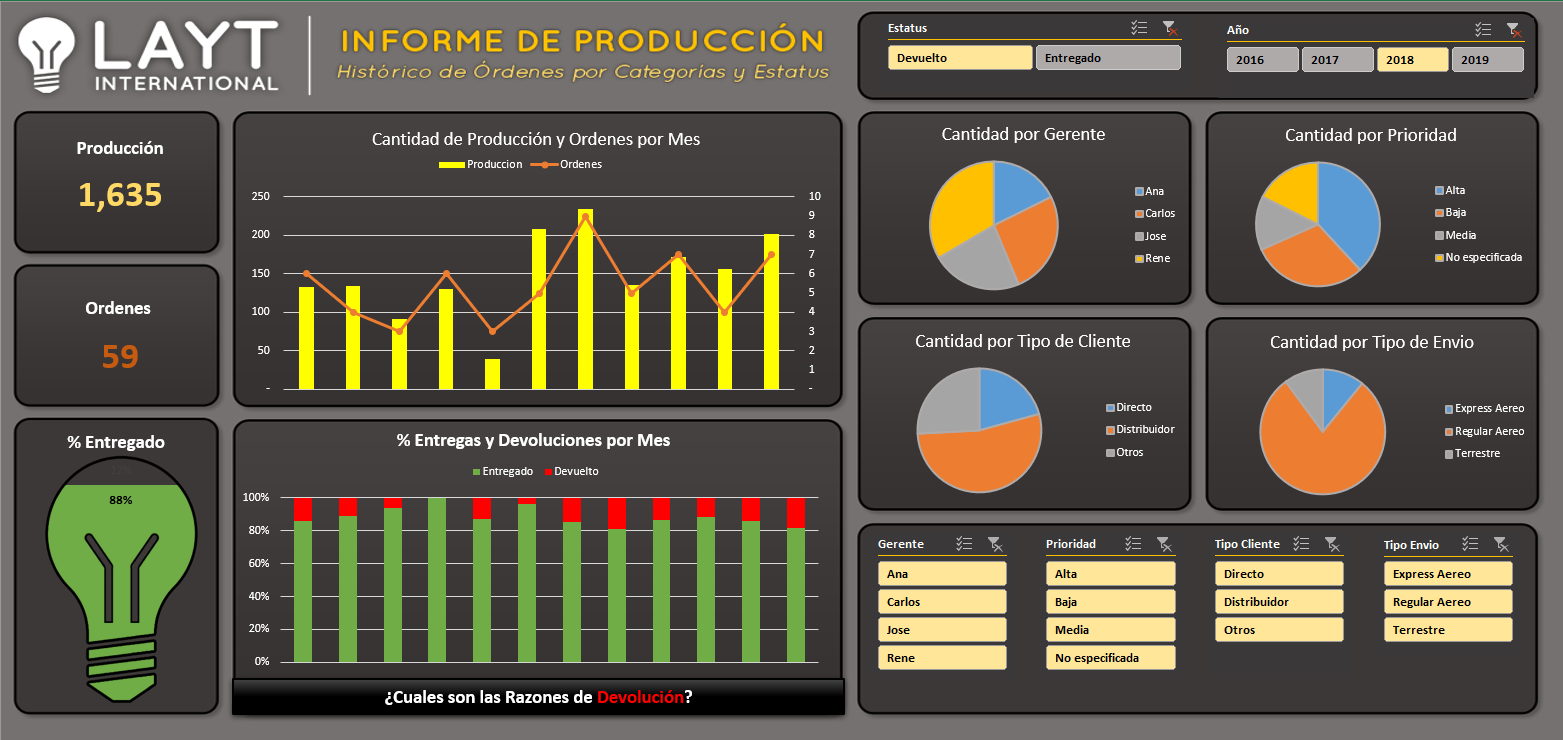 LAYT
INTERNATIONAL
INFORME DE PRODUCCIÓN
Histórico de Órdenes por Categorías y Estatus
Estatus
Devuelto Entregado
Año
2016 2017 2018 2019
Producción
1,635
Ordenes
59
% Entregado
88%
Cantidad de Producción y Ordenes por Mes
Produccion Ordenes
250 10
9
200 8
7
150 6
5
100 4
3
50 2
1
- -
% Entregas y Devoluciones por Mes
Entregado Devuelto
100%
80%
60%
40%
20%
0%
¿Cuales son las Razones de Devolución?
Cantidad por Gerente
Ana
Carlos
Jose
Rene
Cantidad por Prioridad
Alta
Baja
Media
No especificada
Cantidad por Tipo de Cliente
Directo
Distribuidor
Otros
Cantidad por Tipo de Envio
Express Aereo
Regular Aereo
Terrestre
Gerente
Ana
Carlos
Jose
Rene
Prioridad
Alta
Baja
Media
No especificada
Tipo Cliente
Directo
Distribuidor
Otros
Tipo Envio
Express Aereo
Regular Aereo
Terrestre